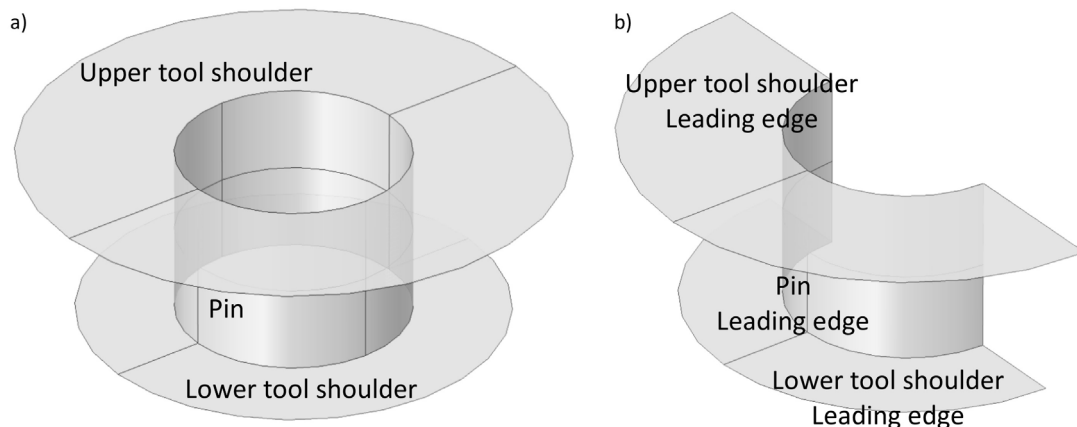 a)
Upper tool shoulder
Pin
Lower tool shoulder
b)
Upper tool shoulder
Leading edge
Pin
Leading edge
Lower tool shoulder
Leading edge